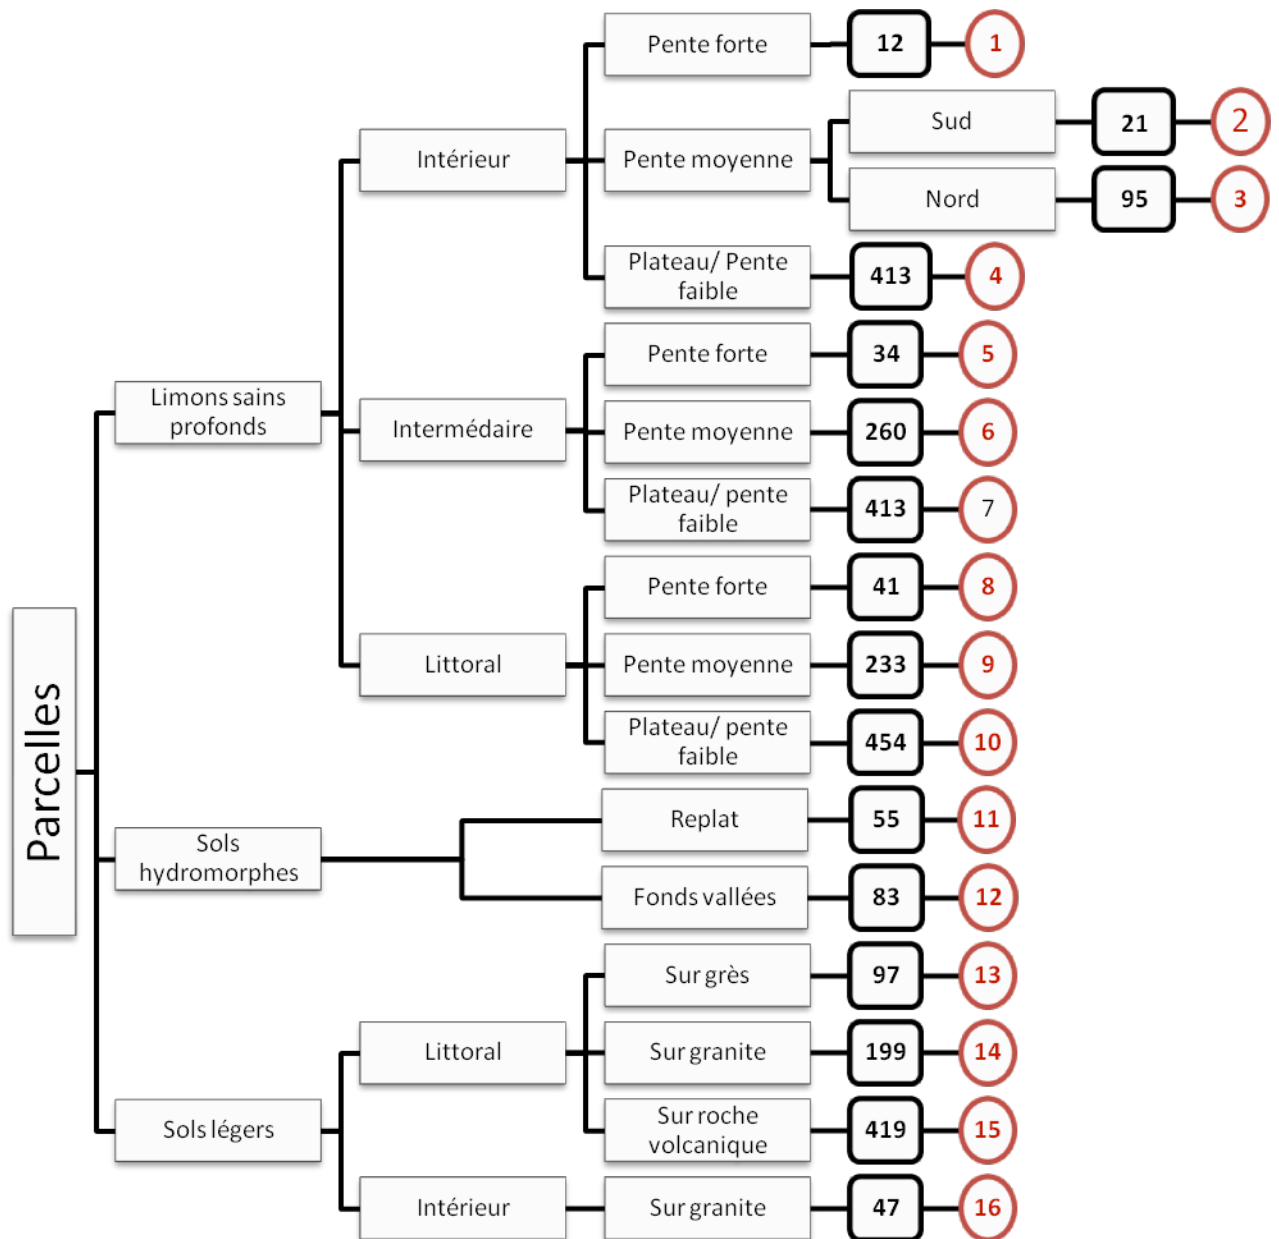 Pente forte
12
1
Sud
21
2
Intérieur
Pente moyenne
Nord
95
3
Plateau/ Pente
faible
413
4
Pente forte
34
5
Limons sains
profonds
Intermédaire
Pente moyenne
260
6
Plateau/ pente
faible
413
7
Pente forte
41
8
Littoral
Pente moyenne
233
9
Plateau/ pente
faible
454
10
Parcelles
Sols
hydromorphes
Replat
55
11
Fonds vallées
83
12
Sur grès
97
13
Littoral
Sur granite
199
14
Sols légers
Sur roche
volcanique
419
15
Intérieur
Sur granite
47
16